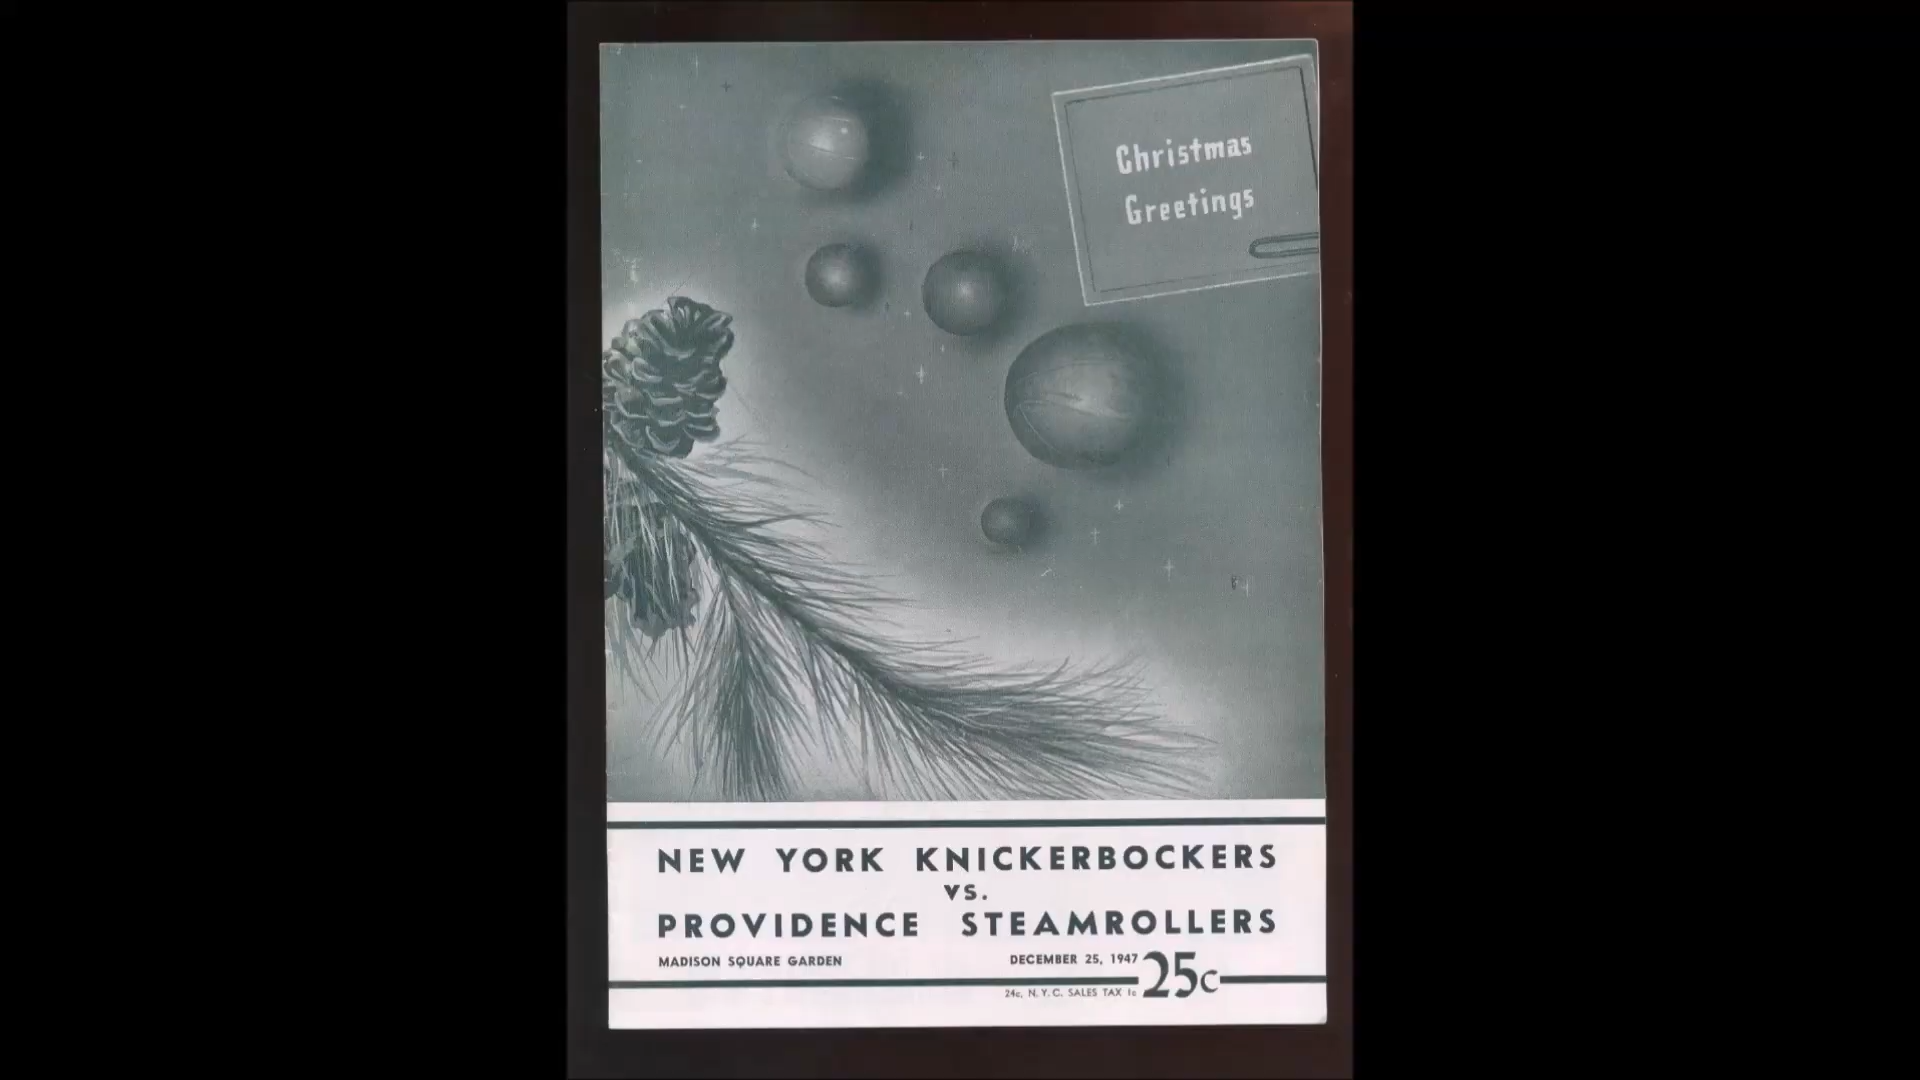 Christmas
Greetings
NEW YORK KNICKERBOCKERS
VS.
PROVIDENCE STEAMROLLERS
MADISON SQUARE GARDEN
DECEMBER 25, 1947
25c
24c, N. Y. C. SALES TAX 1c